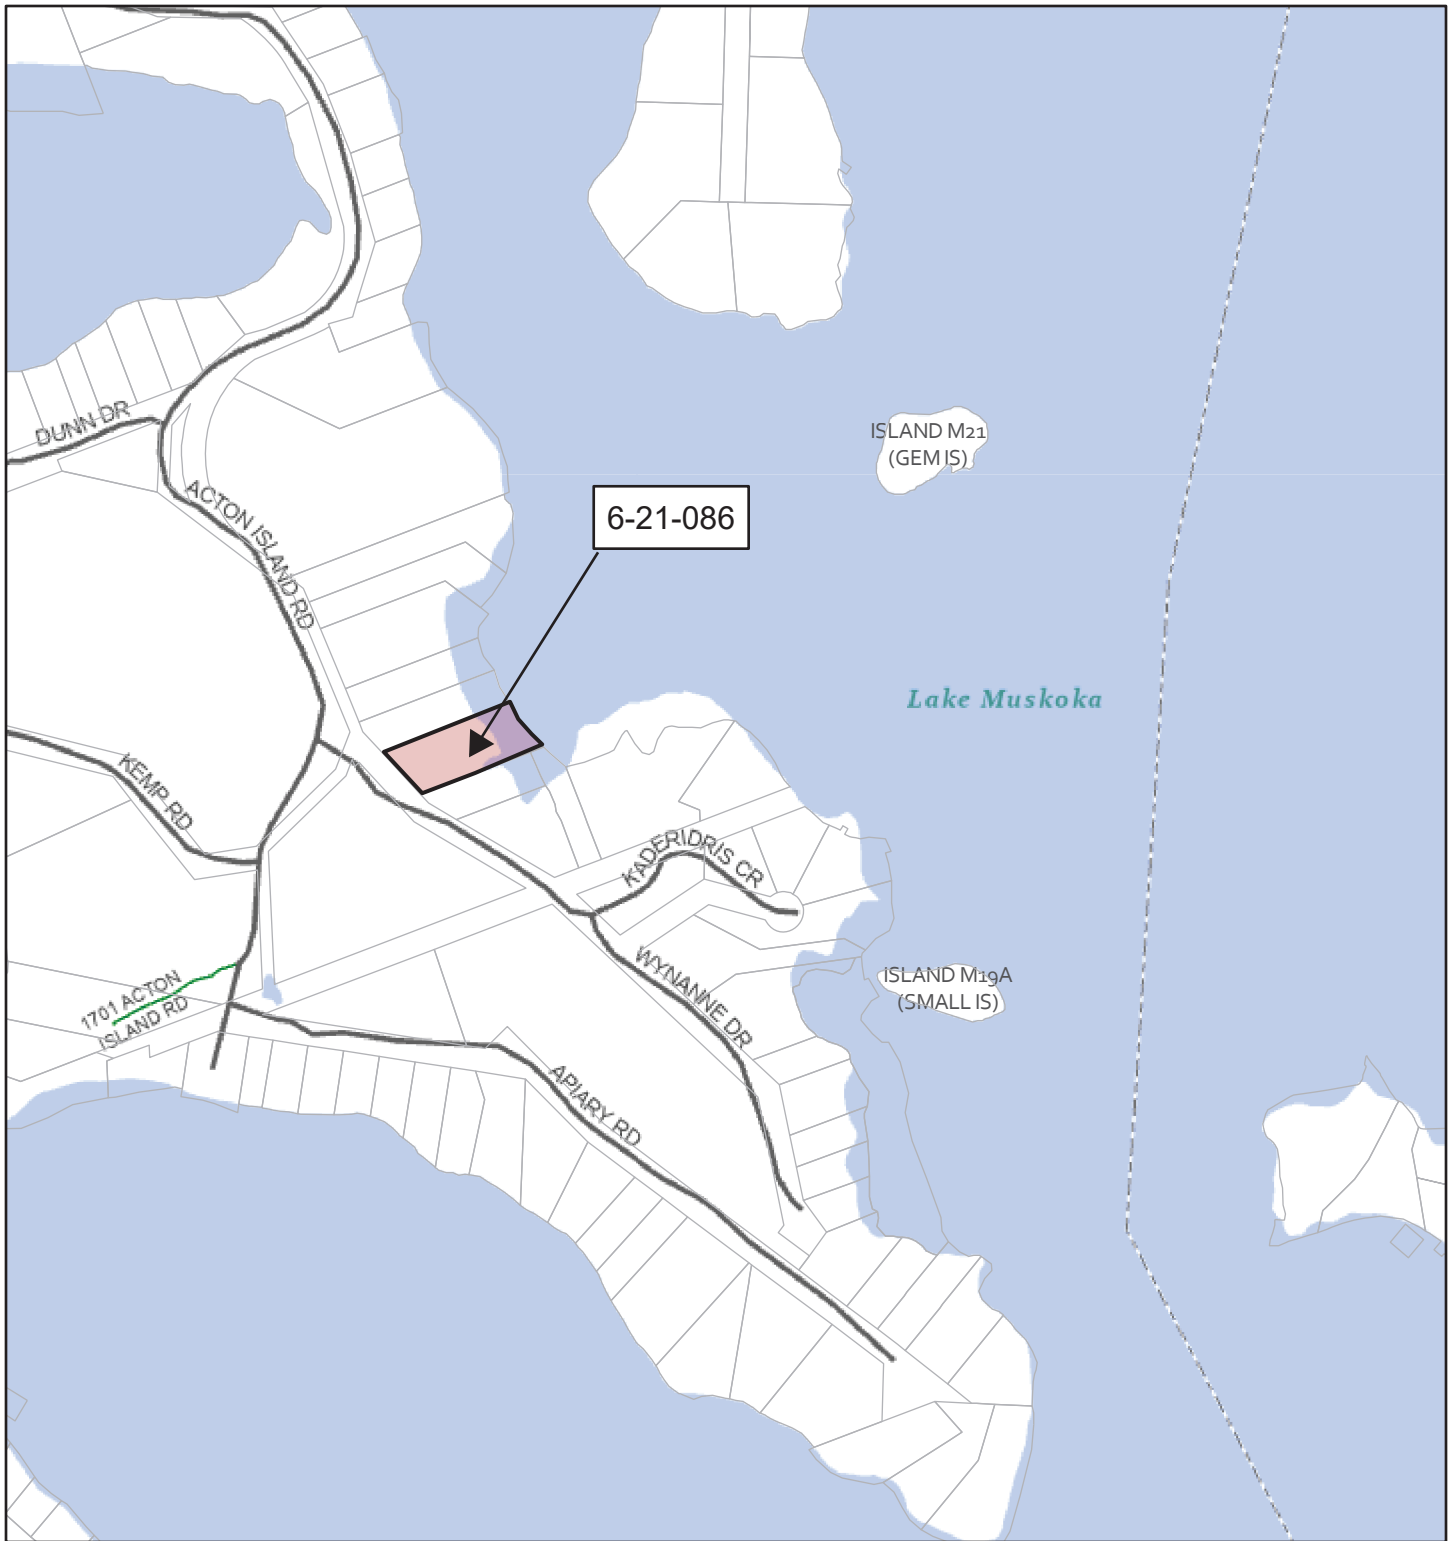 DUNN DR
ISLAND M21
(GEM IS)
ACTON ISLAND RD
6-21-086
Lake Muskoka
KEMP RD
KADERIDRIS CR
WYNANNE DR
ISLAND M19A
(SMALL IS)
1701 ACTON
ISLAND RD
APIARY RD